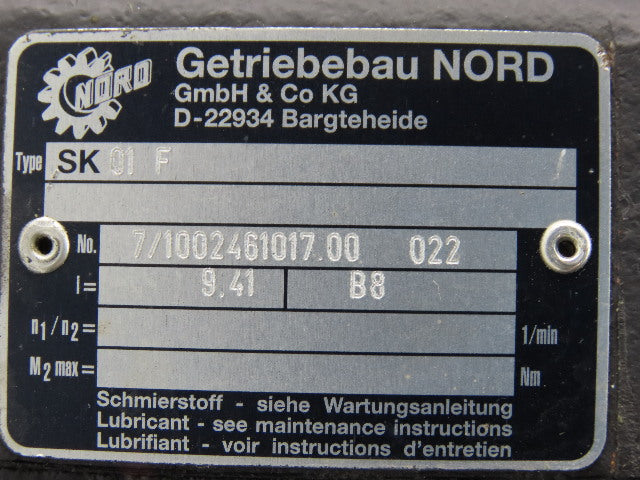 NORD
Getriebebau NORD
GmbH & Co KG
D-22934 Bargteheide
Type SK 01 F /
No. 7/1002461017.00 022
I= 9.41 B8
n1/n2= 1/min
M2 max= Nm
Schmierstoff - siehe Wartungsanleitung
Lubricant - see maintenance instructions
Lubrifiant - voir instructions d'entretien